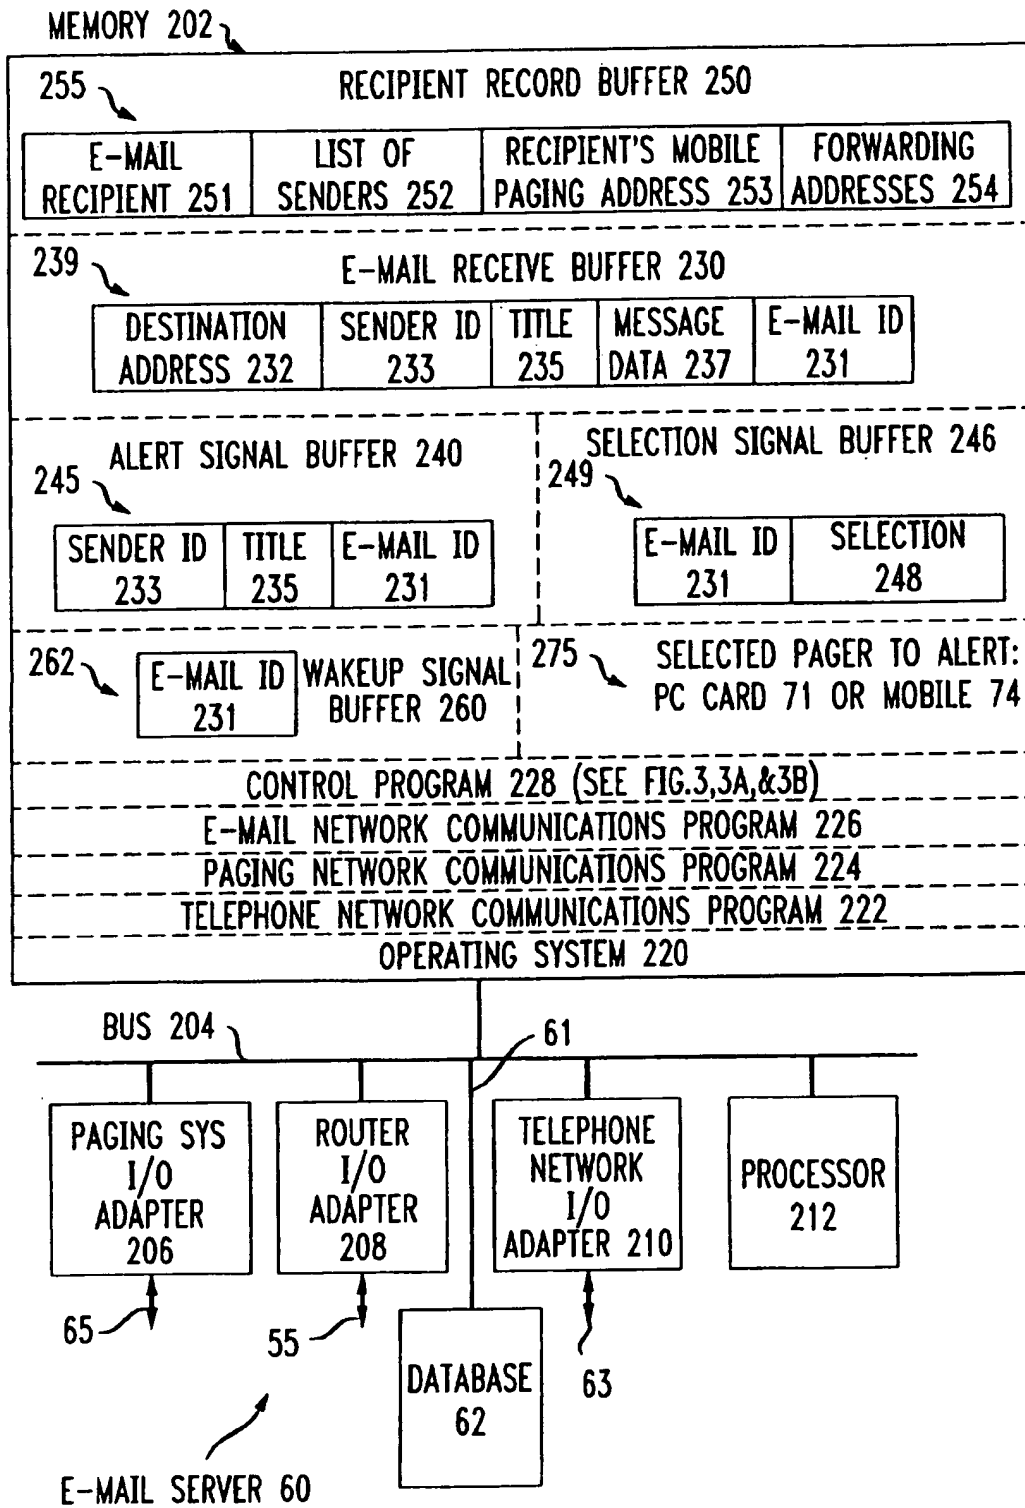 MEMORY 202
255
RECIPIENT RECORD BUFFER 250
E-MAIL RECIPIENT 251
LIST OF SENDERS 252
RECIPIENT'S MOBILE PAGING ADDRESS 253
FORWARDING ADDRESSES 254
239
E-MAIL RECEIVE BUFFER 230
DESTINATION ADDRESS 232
SENDER ID 233
TITLE 235
MESSAGE DATA 237
E-MAIL ID 231
ALERT SIGNAL BUFFER 240
245
SENDER ID 233
TITLE 235
E-MAIL ID 231
SELECTION SIGNAL BUFFER 246
249
E-MAIL ID 231
SELECTION 248
262
E-MAIL ID 231
WAKEUP SIGNAL BUFFER 260
275
SELECTED PAGER TO ALERT:
PC CARD 71 OR MOBILE 74
CONTROL PROGRAM 228 (SEE FIG.3,3A,&3B)
E-MAIL NETWORK COMMUNICATIONS PROGRAM 226
PAGING NETWORK COMMUNICATIONS PROGRAM 224
TELEPHONE NETWORK COMMUNICATIONS PROGRAM 222
OPERATING SYSTEM 220
BUS 204
61
PAGING SYS I/O ADAPTER 206
ROUTER I/O ADAPTER 208
TELEPHONE NETWORK I/O ADAPTER 210
PROCESSOR 212
65
55
63
DATABASE 62
E-MAIL SERVER 60